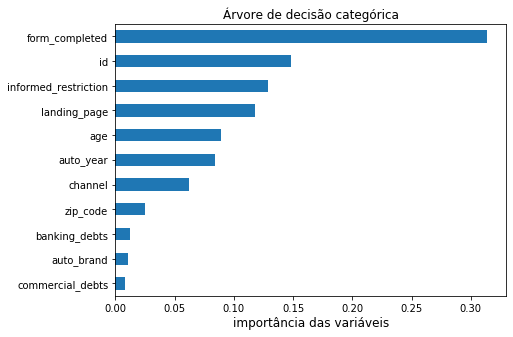 Árvore de decisão categórica
form_completed
id
informed_restriction
landing_page
age
auto_year
channel
zip_code
banking_debts
auto_brand
commercial_debts
0.00 0.05 0.10 0.15 0.20 0.25 0.30
importância das variáveis